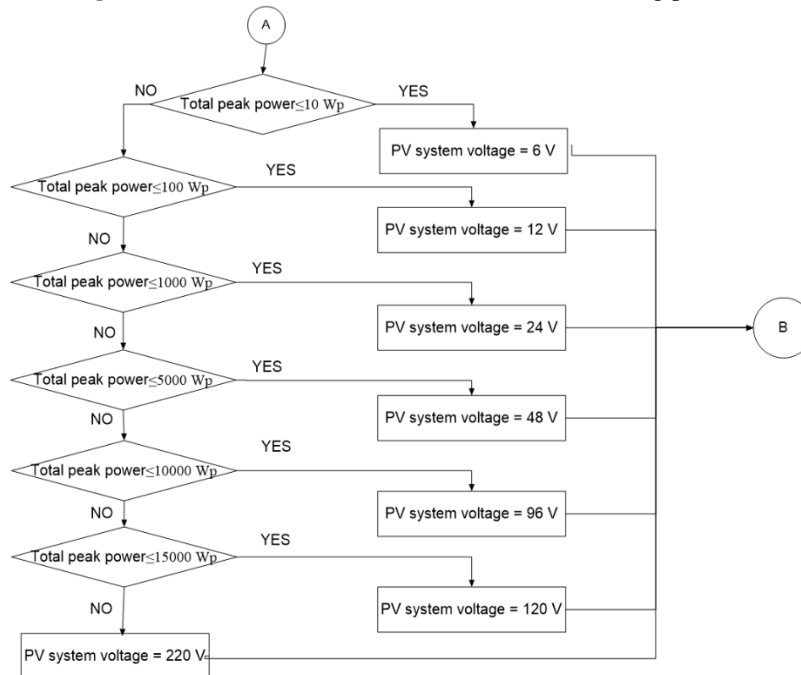 A
NO
YES
Total peak power≤10 Wp
PV system voltage = 6 V
YES
Total peak power≤100 Wp
PV system voltage = 12 V
NO
YES
Total peak power≤1000 Wp
PV system voltage = 24 V
B
NO
YES
Total peak power≤5000 Wp
PV system voltage = 48 V
NO
YES
Total peak power≤10000 Wp
PV system voltage = 96 V
NO
YES
Total peak power≤15000 Wp
NO
PV system voltage = 120 V
PV system voltage = 220 V